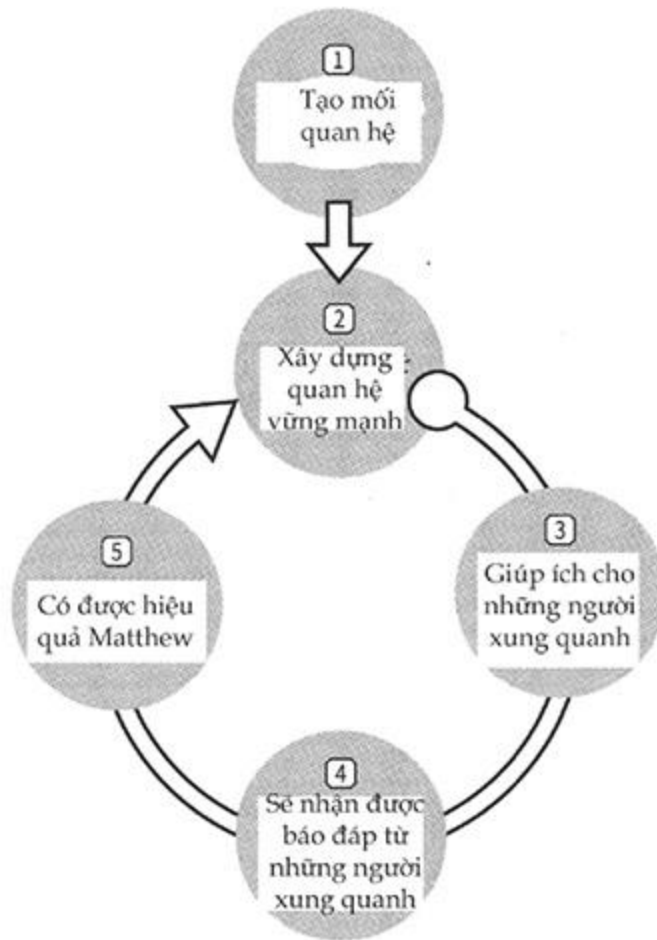 1
Tạo mối
quan hệ
2
Xây dựng
quan hệ
vững mạnh
3
Giúp ích cho
những người
xung quanh
4
Sẽ nhận được
báo đáp từ
những người
xung quanh
5
Có được hiệu
quả Matthew